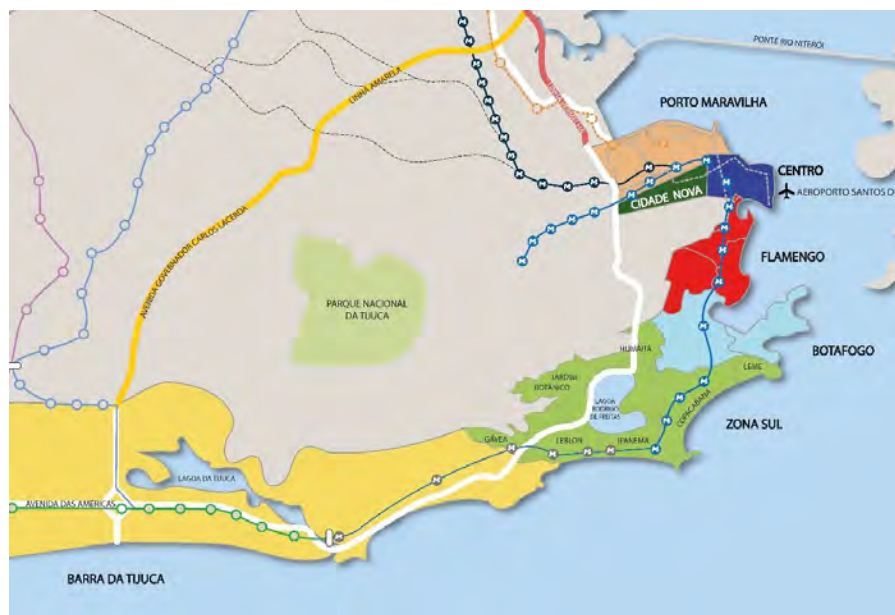 PONTE RIO NITERÓI
PORTO MARAVILHA
LINHA AMARELA
CENTRO
AEROPORTO SANTOS D
CIDADE NOVA
AVENIDA GOVERNADOR CARLOS LACERDA
FLAMENGO
PARQUE NACIONAL
DA TIJUCA
HUMAITÁ
BOTAFOGO
LEME
JARDIM
BOTÂNICO
LAGOA
RODRIGO
DE FREITAS
COPACABANA
ZONA SUL
GÁVEA
LEBLON
IPANEMA
LAGOA DA TIJUCA
AVENIDA DAS AMÉRICAS
BARRA DA TIJUCA